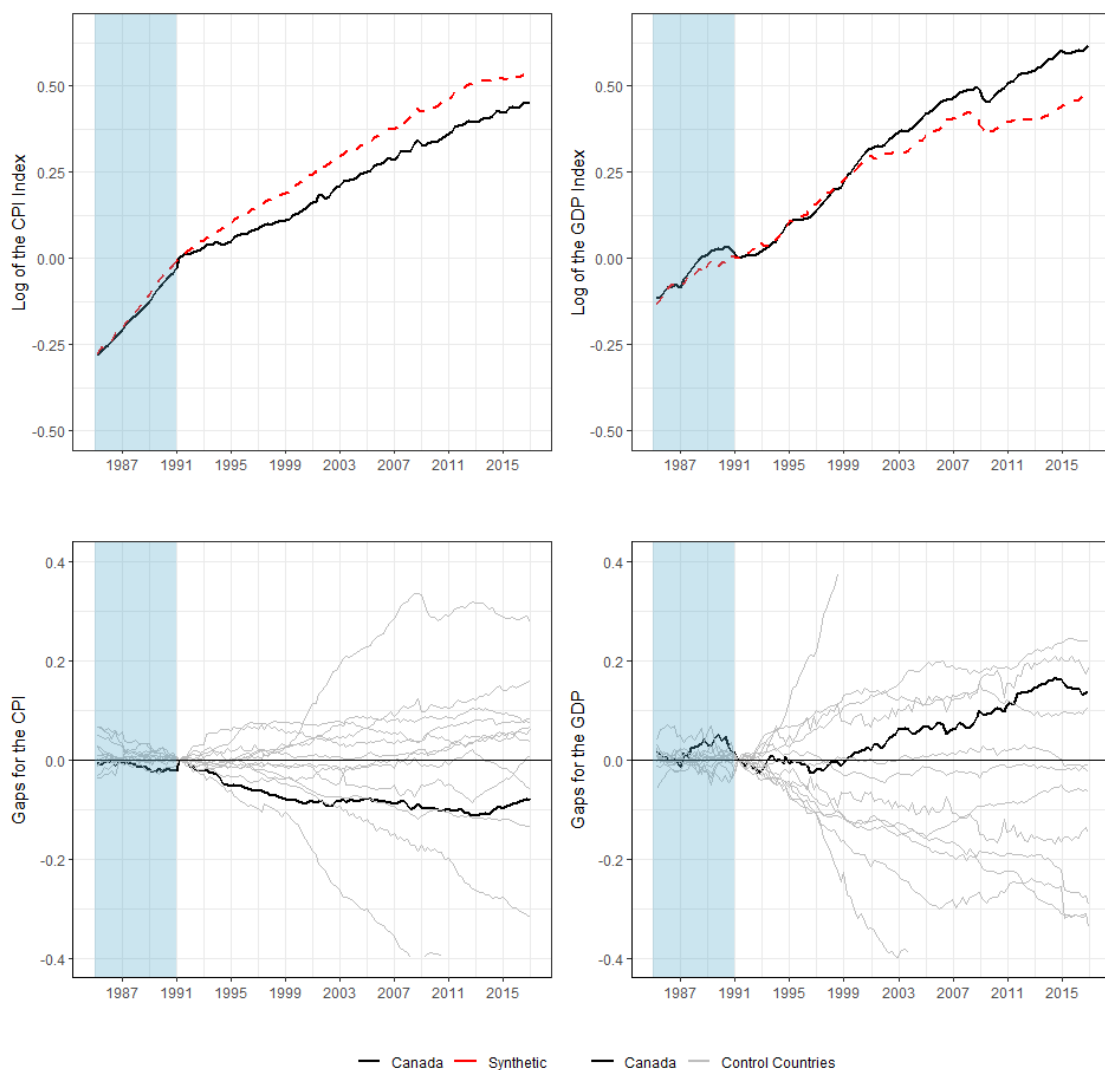 Log of the CPI Index
0.50
0.25
0.00
-0.25
-0.50
1987 1991 1995 1999 2003 2007 2011 2015
Log of the GDP Index
0.50
0.25
0.00
-0.25
-0.50
1987 1991 1995 1999 2003 2007 2011 2015
Gaps for the CPI
0.4
0.2
0.0
-0.2
-0.4
1987 1991 1995 1999 2003 2007 2011 2015
Gaps for the GDP
0.4
0.2
0.0
-0.2
-0.4
1987 1991 1995 1999 2003 2007 2011 2015
Canada Synthetic Canada Control Countries